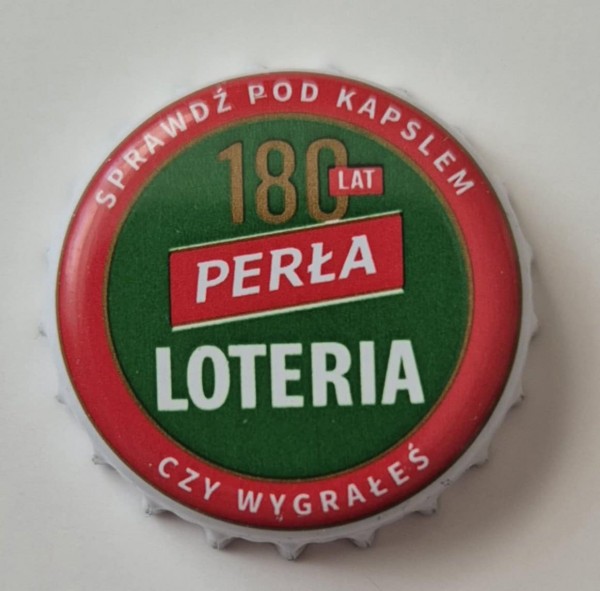 SPRAWDŹ POD KAPSLEM
180
LAT
PERŁA
LOTERIA
CZY WYGRAŁEŚ